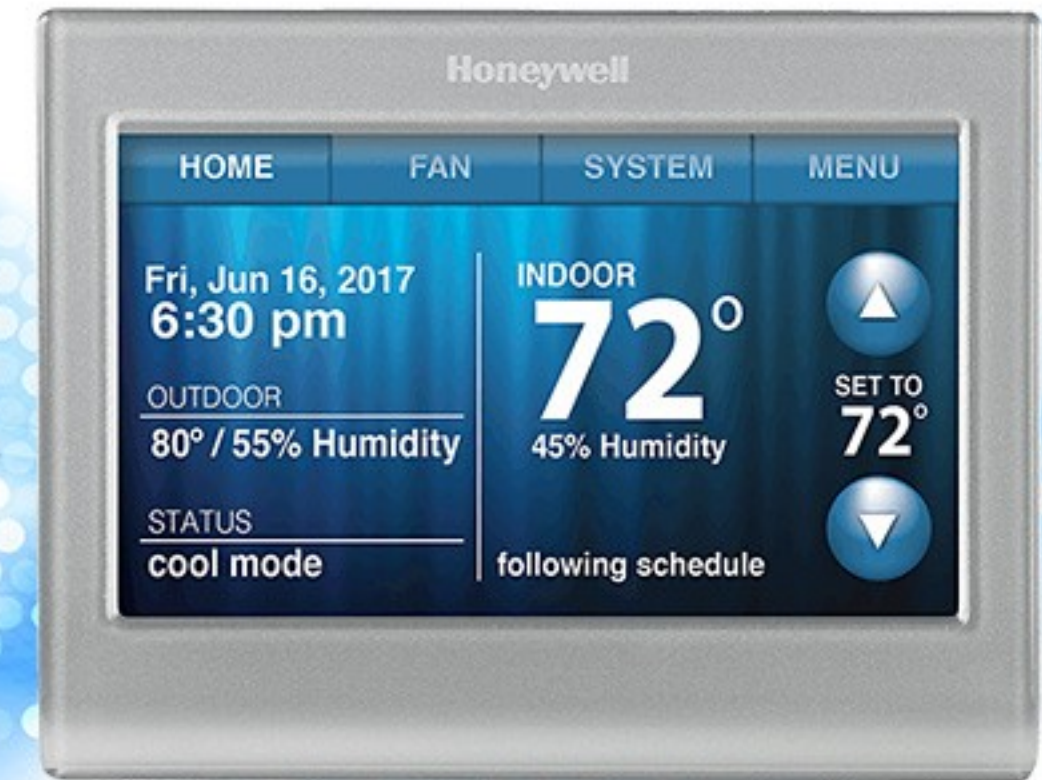 Honeywell
HOME FAN SYSTEM MENU
Fri, Jun 16, 2017
6:30 pm
OUTDOOR
80° / 55% Humidity
STATUS
cool mode
INDOOR
72°
45% Humidity
following schedule
SET TO
72°